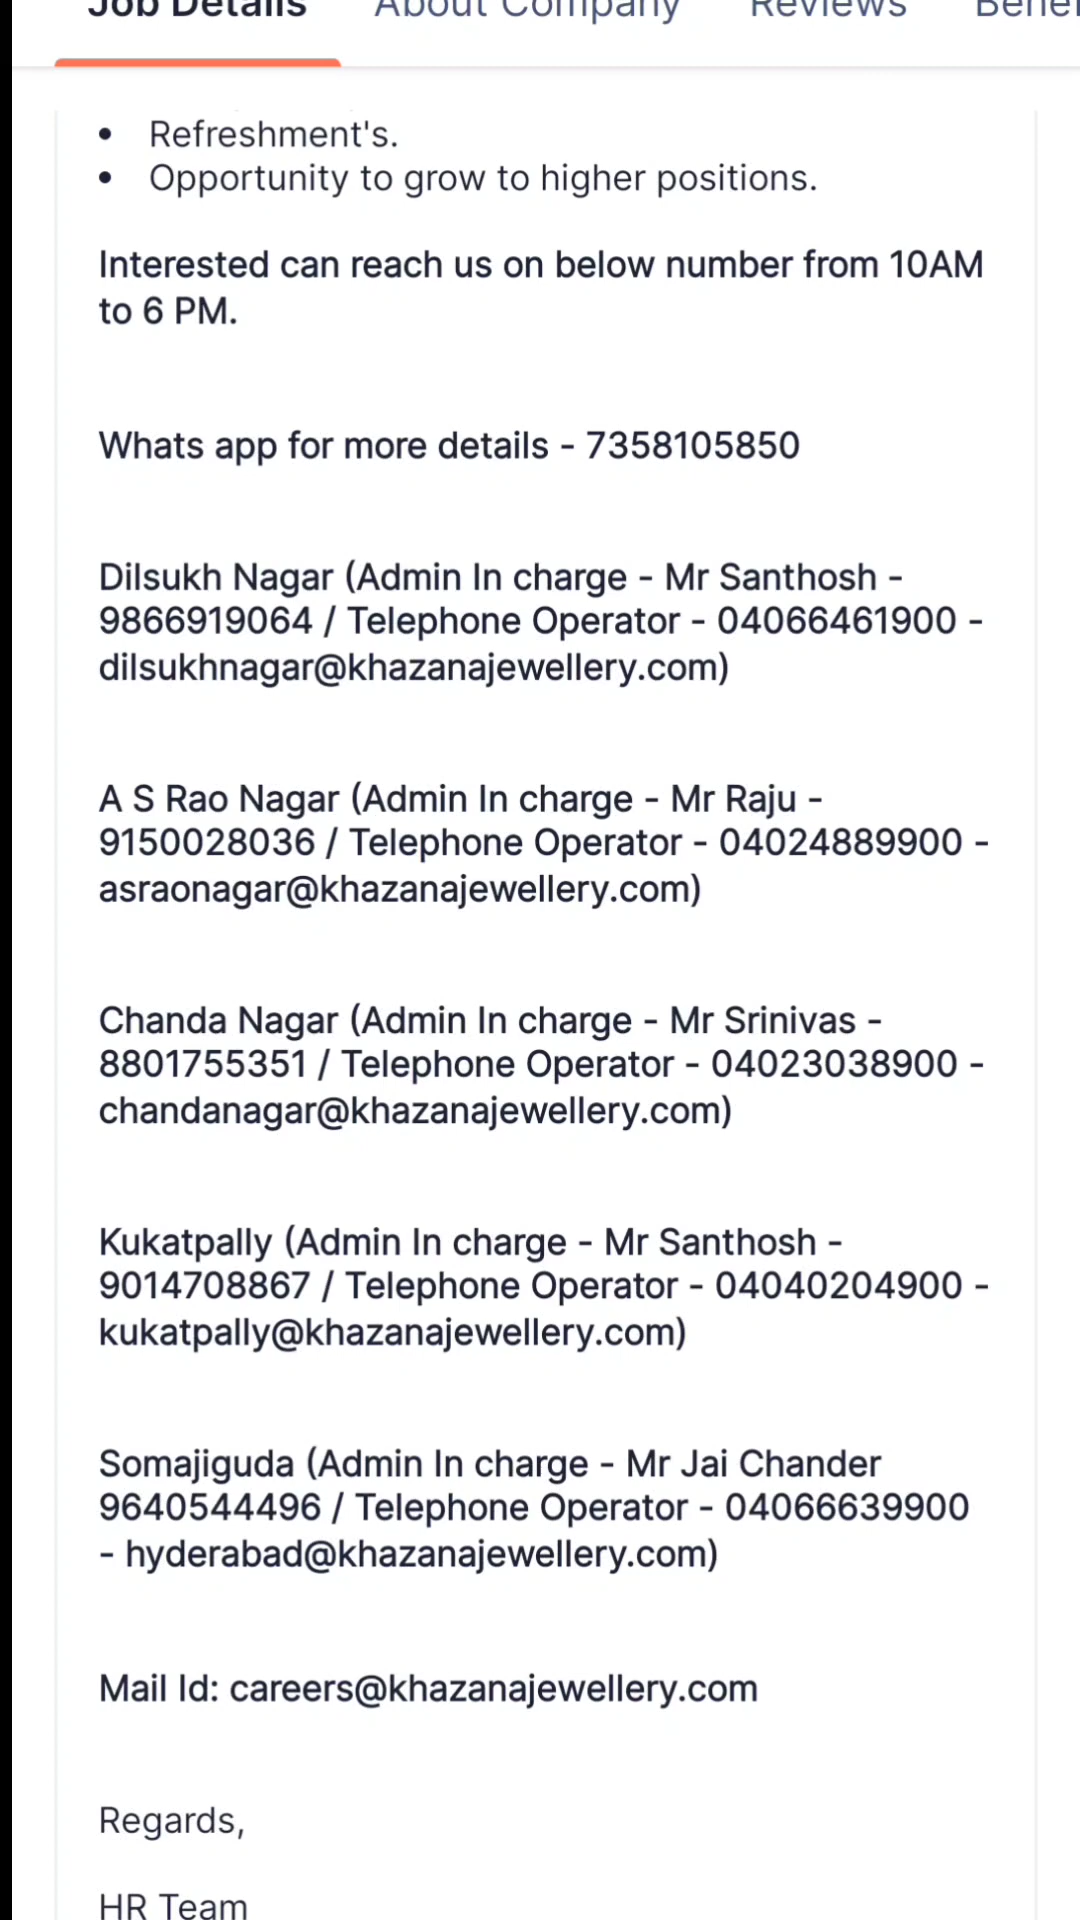 Job Details About Company Reviews Benef
• Refreshment's.
• Opportunity to grow to higher positions.
Interested can reach us on below number from 10AM
to 6 PM.
Whats app for more details - 7358105850
Dilsukh Nagar (Admin In charge - Mr Santhosh -
9866919064 / Telephone Operator - 04066461900 -
dilsukhnagar@khazanajewellery.com)
A S Rao Nagar (Admin In charge - Mr Raju -
9150028036 / Telephone Operator - 04024889900 -
asraonagar@khazanajewellery.com)
Chanda Nagar (Admin In charge - Mr Srinivas -
8801755351 / Telephone Operator - 04023038900 -
chandanagar@khazanajewellery.com)
Kukatpally (Admin In charge - Mr Santhosh -
9014708867 / Telephone Operator - 04040204900 -
kukatpally@khazanajewellery.com)
Somajiguda (Admin In charge - Mr Jai Chander
9640544496 / Telephone Operator - 04066639900
- hyderabad@khazanajewellery.com)
Mail Id: careers@khazanajewellery.com
Regards,
HR Team